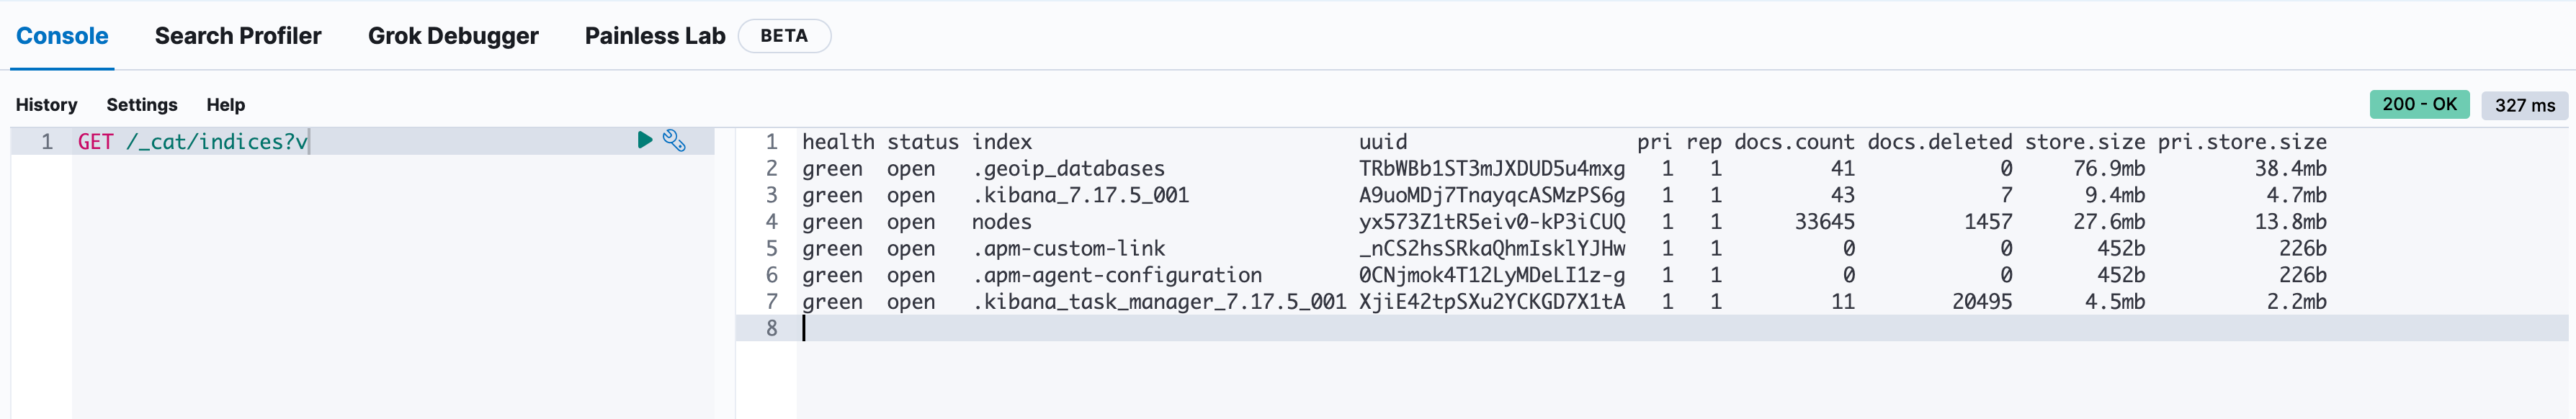 Console Search Profiler Grok Debugger Painless Lab BETA
History Settings Help 200 - OK 327 ms
1 GET /_cat/indices?v
1 health status index uuid pri rep docs.count docs.deleted store.size pri.store.size
2 green open .geoip_databases TRbWBb1ST3mJXDUD5u4mxg 1 1 41 0 76.9mb 38.4mb
3 green open .kibana_7.17.5_001 A9uoMDj7TnayqcASMzPS6g 1 1 43 7 9.4mb 4.7mb
4 green open nodes yx573Z1tR5eiv0-kP3iCUQ 1 1 33645 1457 27.6mb 13.8mb
5 green open .apm-custom-link _nCS2hsSRkaQhmIsklYJHw 1 1 0 0 452b 226b
6 green open .apm-agent-configuration 0CNjmok4T12LyMDeLI1z-g 1 1 0 0 452b 226b
7 green open .kibana_task_manager_7.17.5_001 XjiE42tpSXu2YCKGD7X1tA 1 1 11 20495 4.5mb 2.2mb
8